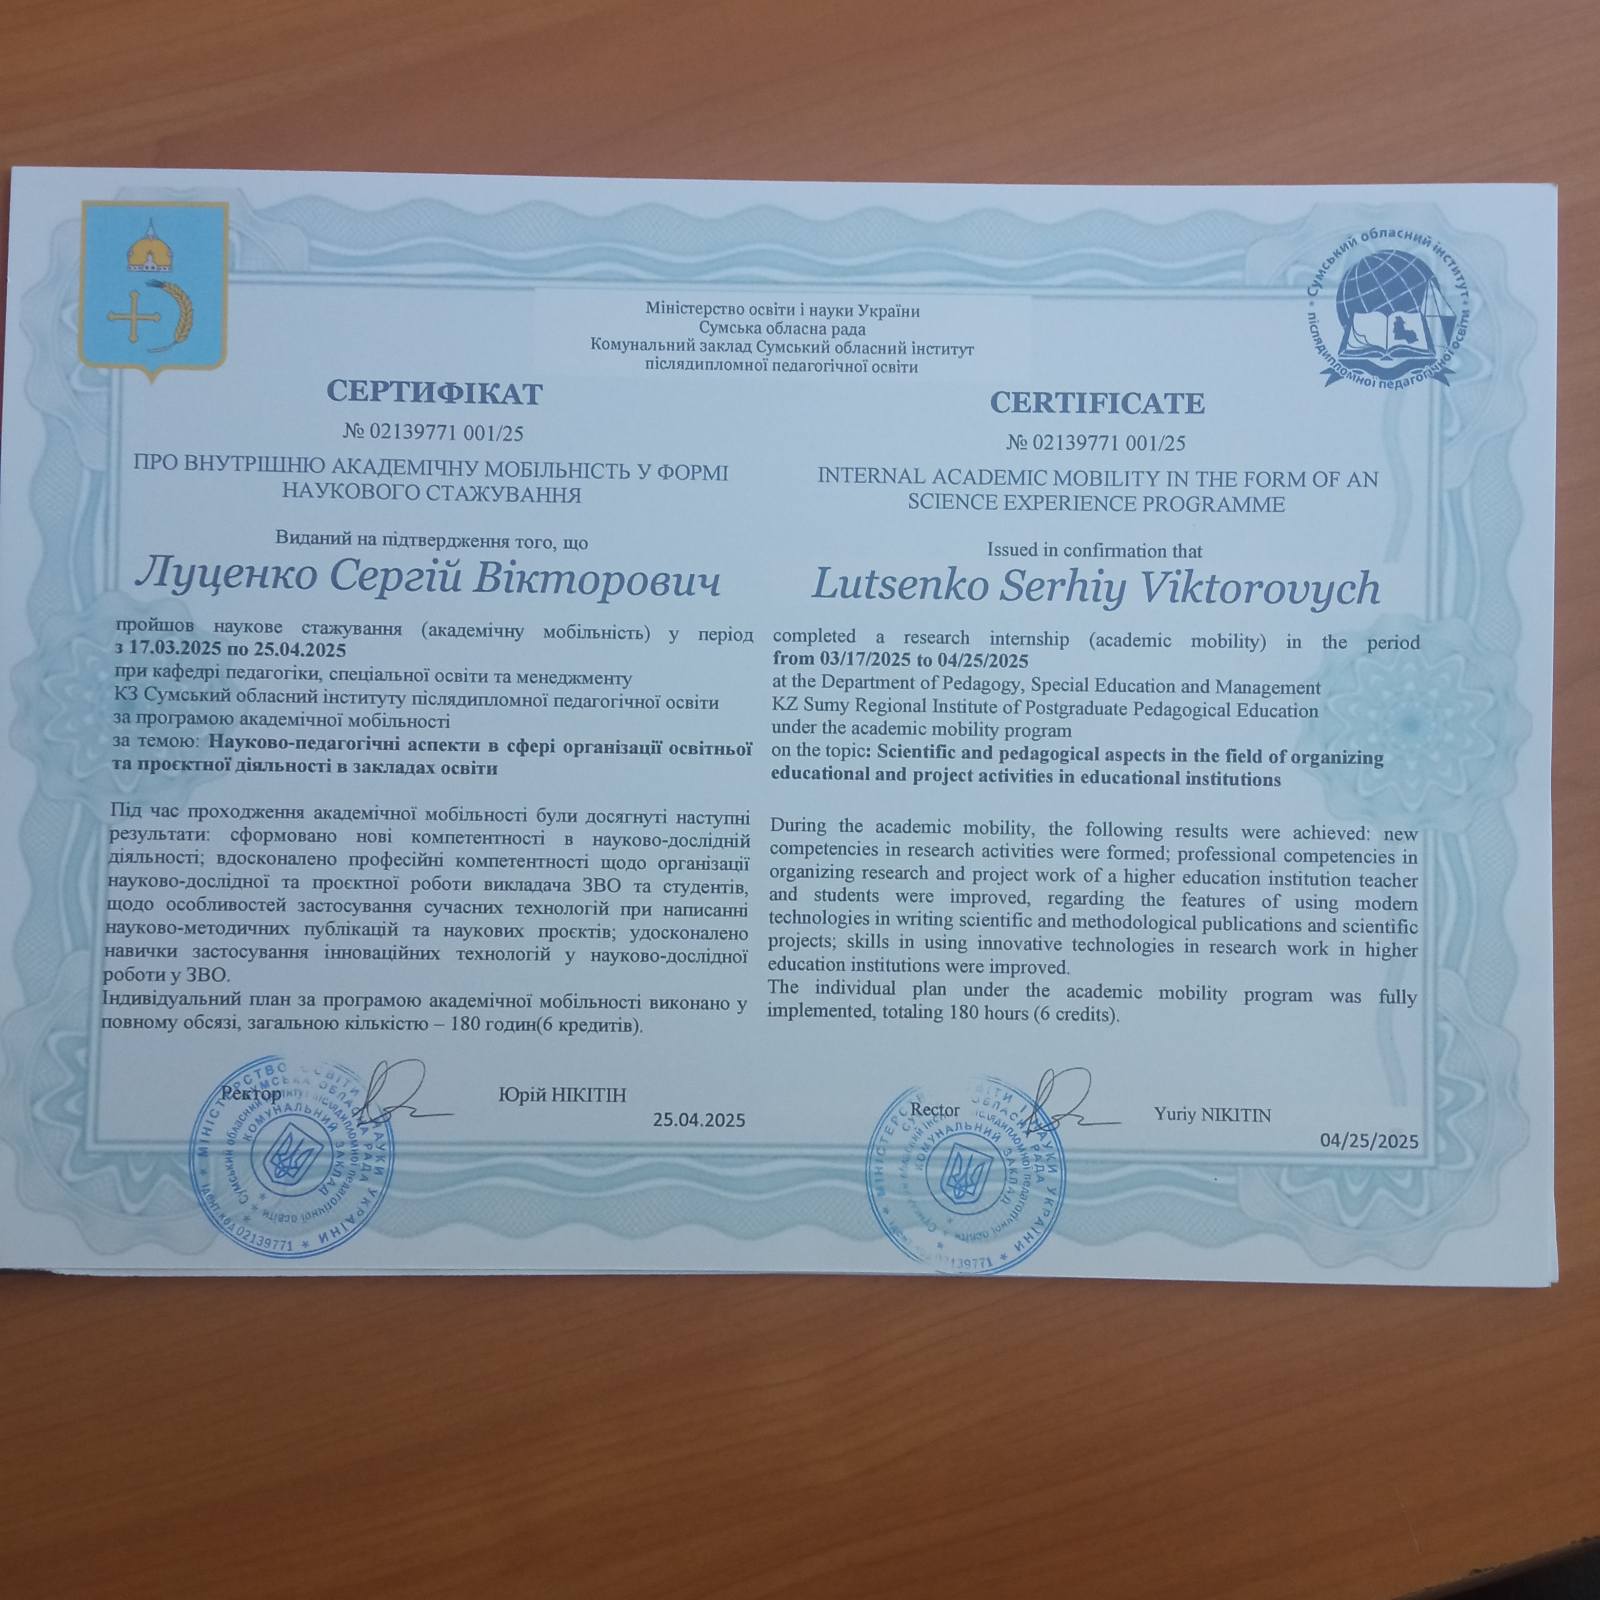 Міністерство освіти і науки України
Сумська обласна рада
Комунальний заклад Сумський обласний інститут
післядипломної педагогічної освіти
Сумський обласний інститут
післядипломної педагогічної освіти
СЕРТИФІКАТ
№ 02139771 001/25
ПРО ВНУТРІШНЮ АКАДЕМІЧНУ МОБІЛЬНІСТЬ У ФОРМІ
НАУКОВОГО СТАЖУВАННЯ
Виданий на підтвердження того, що
Луценко Сергій Вікторович
пройшов наукове стажування (академічну мобільність) у період
з 17.03.2025 по 25.04.2025
при кафедрі педагогіки, спеціальної освіти та менеджменту
КЗ Сумський обласний інституту післядипломної педагогічної освіти
за програмою академічної мобільності
за темою: Науково-педагогічні аспекти в сфері організації освітньої
та проєктної діяльності в закладах освіти
Під час проходження академічної мобільності були досягнуті наступні
результати: сформовано нові компетентності в науково-дослідній
діяльності; вдосконалено професійні компетентності щодо організації
науково-дослідної та проєктної роботи викладача ЗВО та студентів,
щодо особливостей застосування сучасних технологій при написанні
науково-методичних публікацій та наукових проєктів; удосконалено
навички застосування інноваційних технологій у науково-дослідної
роботи у ЗВО.
Індивідуальний план за програмою академічної мобільності виконано у
повному обсязі, загальною кількістю – 180 годин(6 кредитів).
Ректор
Юрій НІКІТІН
25.04.2025
КОМУНАЛЬНИЙ ЗАКЛАД
02139771
CERTIFICATE
№ 02139771 001/25
INTERNAL ACADEMIC MOBILITY IN THE FORM OF AN
SCIENCE EXPERIENCE PROGRAMME
Issued in confirmation that
Lutsenko Serhiy Viktorovych
completed a research internship (academic mobility) in the period
from 03/17/2025 to 04/25/2025
at the Department of Pedagogy, Special Education and Management
KZ Sumy Regional Institute of Postgraduate Pedagogical Education
under the academic mobility program
on the topic: Scientific and pedagogical aspects in the field of organizing
educational and project activities in educational institutions
During the academic mobility, the following results were achieved: new
competencies in research activities were formed; professional competencies in
organizing research and project work of a higher education institution teacher
and students were improved, regarding the features of using modern
technologies in writing scientific and methodological publications and scientific
projects; skills in using innovative technologies in research work in higher
education institutions were improved.
The individual plan under the academic mobility program was fully
implemented, totaling 180 hours (6 credits).
Rector
Yuriy NIKITIN
04/25/2025
КОМУНАЛЬНИЙ ЗАКЛАД